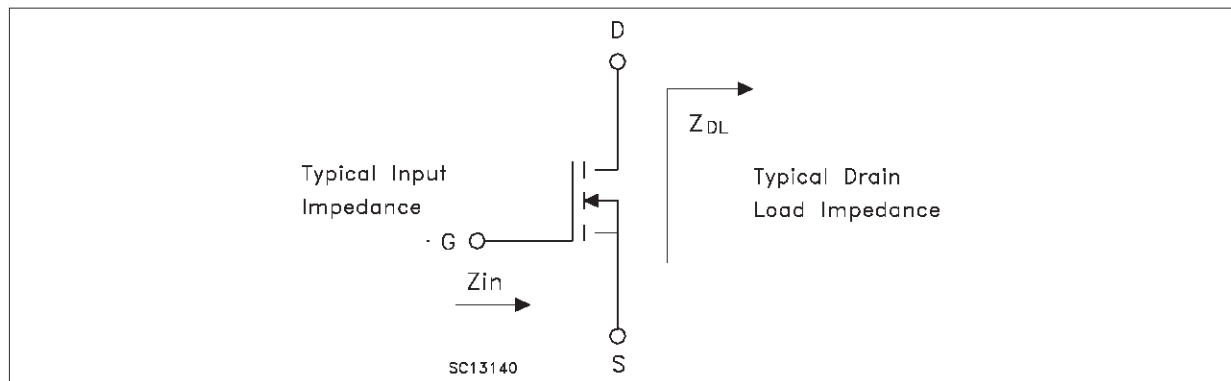 D
ZDL
Typical Input
Impedance
Typical Drain
Load Impedance
G
Zin
S
SC13140